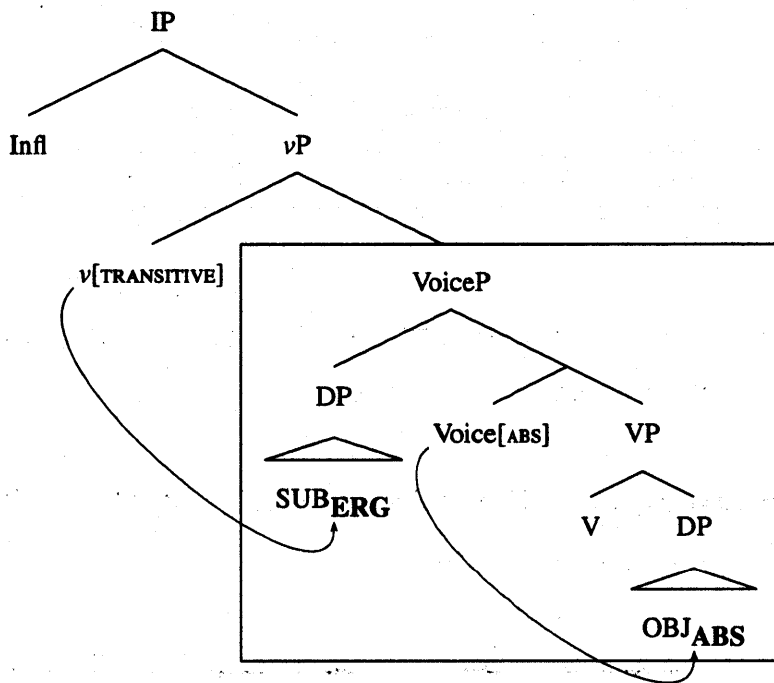 IP
Infl vP
v[TRANSITIVE] VoiceP
DP Voice[ABS] VP
SUBERG V DP
OBJABS